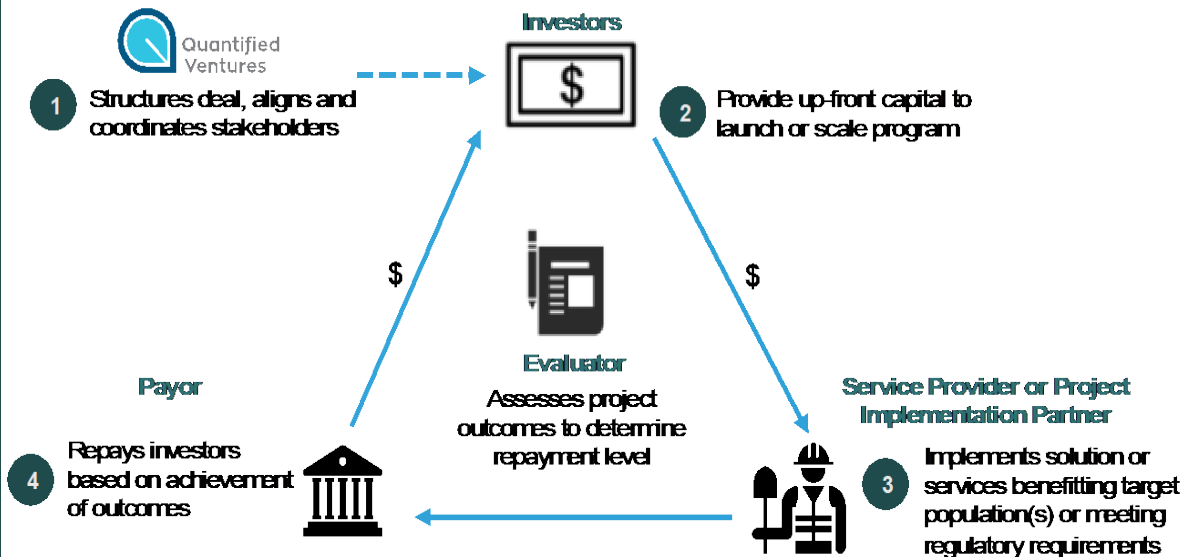 Quantified
Ventures
1
Structures deal, aligns and
coordinates stakeholders
Investors
$
2
Provide up-front capital to
launch or scale program
$
$
Evaluator
Assesses project
outcomes to determine
repayment level
Payor
4
Repays investors
based on achievement
of outcomes
Service Provider or Project
Implementation Partner
3
Implements solution or
services benefitting target
population(s) or meeting
regulatory requirements